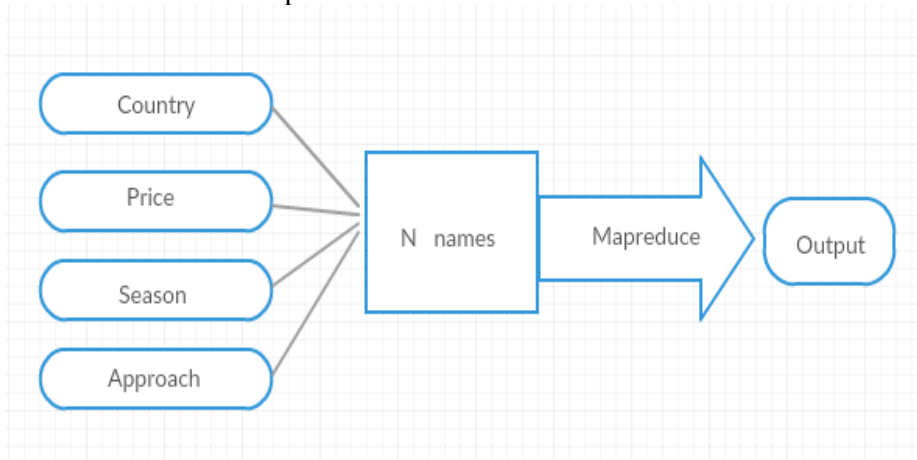 Country
Price
Season
Approach
N names
Mapreduce
Output